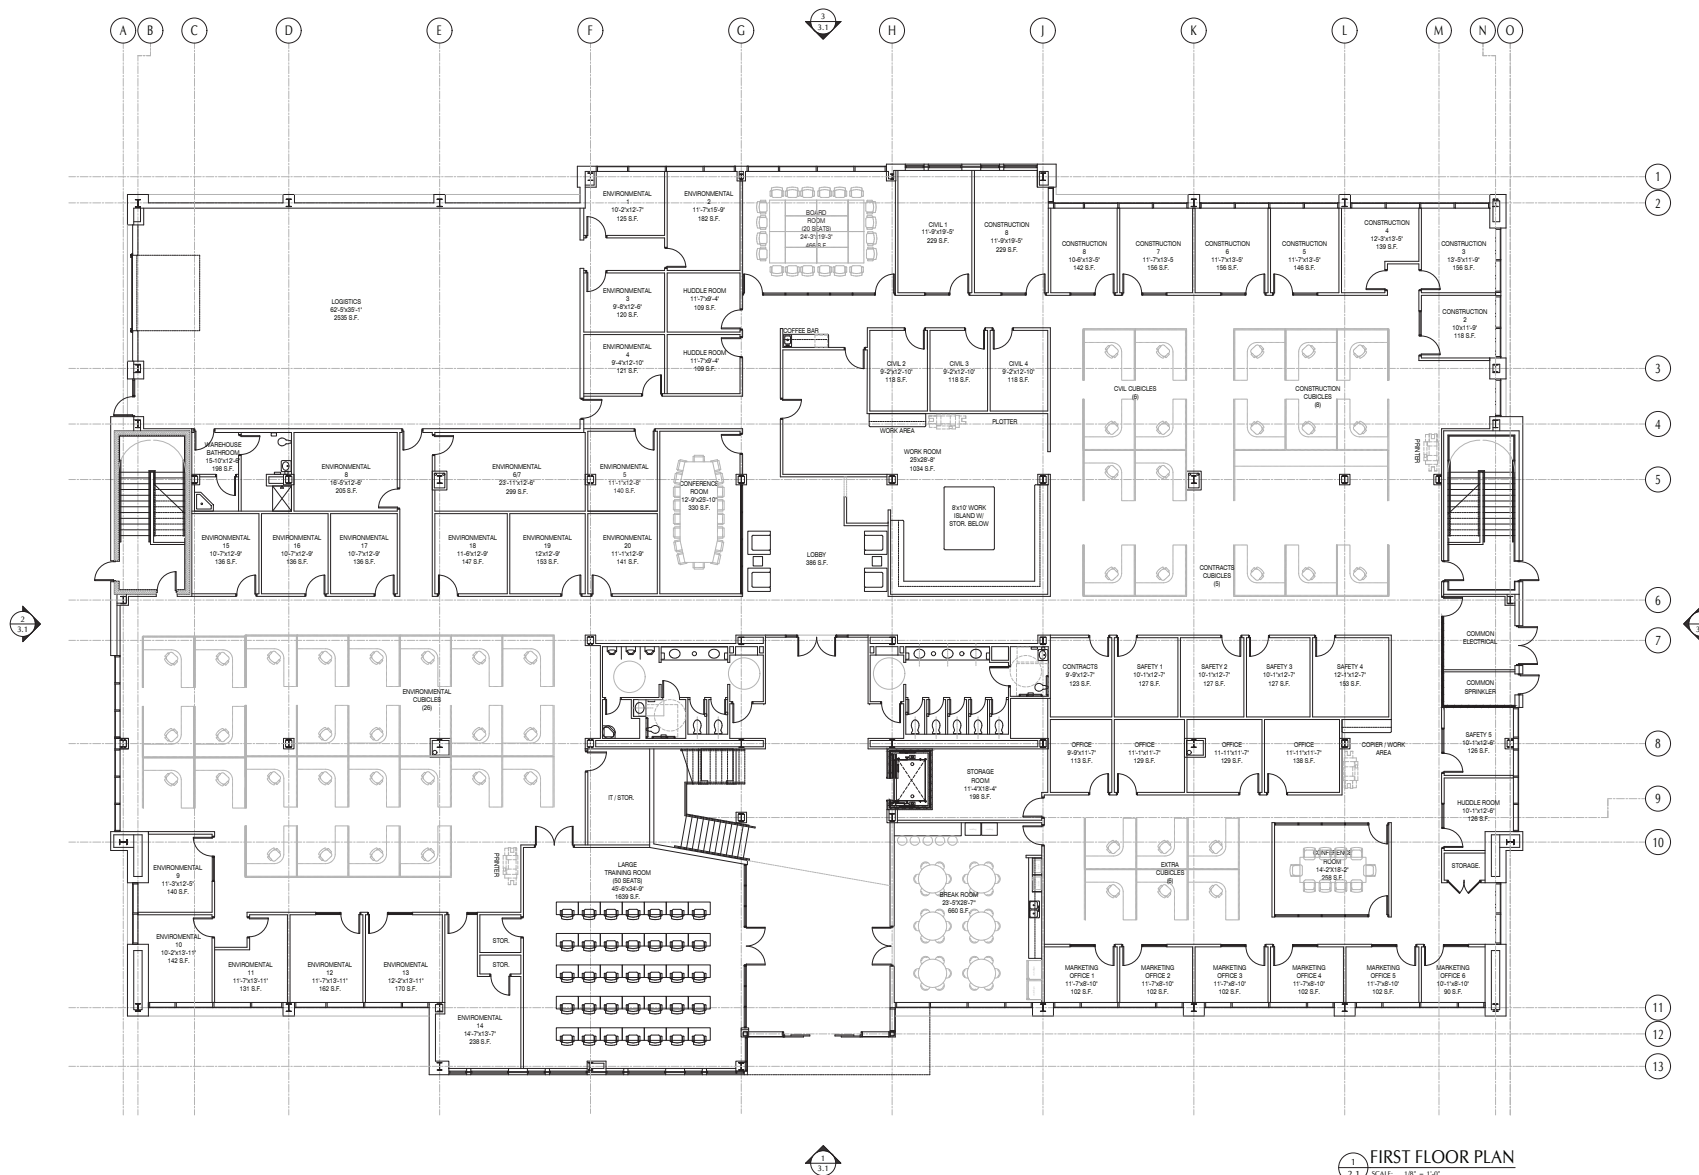 A B C D E F G H J K L M N O
3
3.1
1
2
3
4
5
6
7
8
9
10
11
12
13
ENVIRONMENTAL
1
10'-2"x12'-7"
125 S.F.
ENVIRONMENTAL
2
11'-7"x15'-9"
182 S.F.
BOARD
ROOM
(20 SEATS)
24'-3"x19'-3"
466 S.F.
CIVIL 1
11'-9"x19'-5"
229 S.F.
CONSTRUCTION
8
11'-9"x19'-5"
229 S.F.
CONSTRUCTION
8
10'-6"x13'-5"
142 S.F.
CONSTRUCTION
7
11'-7"x13'-5
156 S.F.
CONSTRUCTION
6
11'-7"x13'-5"
156 S.F.
CONSTRUCTION
5
11'-7"x13'-5"
146 S.F.
CONSTRUCTION
4
12'-3"x13'-5"
139 S.F.
CONSTRUCTION
3
13'-5"x11'-9"
156 S.F.
LOGISTICS
62'-5"x35'-1"
2535 S.F.
ENVIRONMENTAL
3
9'-8"x12'-6"
120 S.F.
HUDDLE ROOM
11'-7"x9'-4"
109 S.F.
CONSTRUCTION
2
10'x11'-9"
118 S.F.
COFFEE BAR
ENVIRONMENTAL
4
9'-4"x12'-10"
121 S.F.
HUDDLE ROOM
11'-7"x9'-4"
109 S.F.
CIVIL 2
9'-2"x12'-10"
118 S.F.
CIVIL 3
9'-2"x12'-10"
118 S.F.
CIVIL 4
9'-2"x12'-10"
118 S.F.
CVIL CUBICLES
(6)
CONSTRUCTION
CUBICLES
(8)
WORK AREA
PLOTTER
PRINTER
WAREHOUSE
BATHROOM
15'-10"x12'-6"
198 S.F.
ENVIRONMENTAL
8
16'-5"x12'-6"
205 S.F.
ENVIRONMENTAL
6/7
23'-11"x12'-6"
299 S.F.
ENVIRONMENTAL
5
11'-1"x12'-8"
140 S.F.
CONFERENCE
ROOM
12'-9"x25'-10"
330 S.F.
WORK ROOM
25'x28'-8"
1034 S.F.
8'x10' WORK
ISLAND W/
STOR. BELOW
ENVIRONMENTAL
15
10'-7"x12'-9"
136 S.F.
ENVIRONMENTAL
16
10'-7"x12'-9"
136 S.F.
ENVIRONMENTAL
17
10'-7"x12'-9"
136 S.F.
ENVIRONMENTAL
18
11'-6"x12'-9"
147 S.F.
ENVIRONMENTAL
19
12'x12'-9"
153 S.F.
ENVIRONMENTAL
20
11'-1"x12'-9"
141 S.F.
LOBBY
386 S.F.
CONTRACTS
CUBICLES
(5)
2
3.1
COMMON
ELECTRICAL
ENVIRONMENTAL
CUBICLES
(26)
CONTRACTS
9'-9"x12'-7"
123 S.F.
SAFETY 1
10'-1"x12'-7"
127 S.F.
SAFETY 2
10'-1"x12'-7"
127 S.F.
SAFETY 3
10'-1"x12'-7"
127 S.F.
SAFETY 4
12'-1"x12'-7"
153 S.F.
COMMON
SPRINKLER
OFFICE
9'-9"x11'-7"
113 S.F.
OFFICE
11'-1"x11'-7"
129 S.F.
OFFICE
11'-11"x11'-7"
129 S.F.
OFFICE
11'-11"x11'-7"
138 S.F.
COPIER / WORK
AREA
SAFETY 5
10'-1"x12'-6"
126 S.F.
IT / STOR.
STORAGE
ROOM
11'-4"X18'-4"
198 S.F.
HUDDLE ROOM
10'-1"x12'-6"
126 S.F.
PRINTER
ENVIRONMENTAL
9
11'-3"x12'-5"
140 S.F.
LARGE
TRAINING ROOM
(50 SEATS)
45'-6"x34'-9"
1639 S.F.
BREAK ROOM
23'-5"X28'-7"
660 S.F.
EXTRA
CUBICLES
(6)
CONFERENCE
ROOM
14'-2"X18'-2"
258 S.F.
STORAGE.
ENVIROMENTAL
10
10'-2"x13'-11"
142 S.F.
ENVIROMENTAL
11
11'-7"x13'-11"
131 S.F.
ENVIROMENTAL
12
11'-7"x13'-11"
162 S.F.
ENVIROMENTAL
13
12'-2"x13'-11"
170 S.F.
STOR.
STOR.
ENVIROMENTAL
14
14'-7"x13'-7"
238 S.F.
MARKETING
OFFICE 1
11'-7"x8'-10"
102 S.F.
MARKETING
OFFICE 2
11'-7"x8'-10"
102 S.F.
MARKETING
OFFICE 3
11'-7"x8'-10"
102 S.F.
MARKETING
OFFICE 4
11'-7"x8'-10"
102 S.F.
MARKETING
OFFICE 5
11'-7"x8'-10"
102 S.F.
MARKETING
OFFICE 6
10'-1"x8'-10"
90 S.F.
1
3.1
1
2.1
FIRST FLOOR PLAN
SCALE: 1/8" = 1'-0"